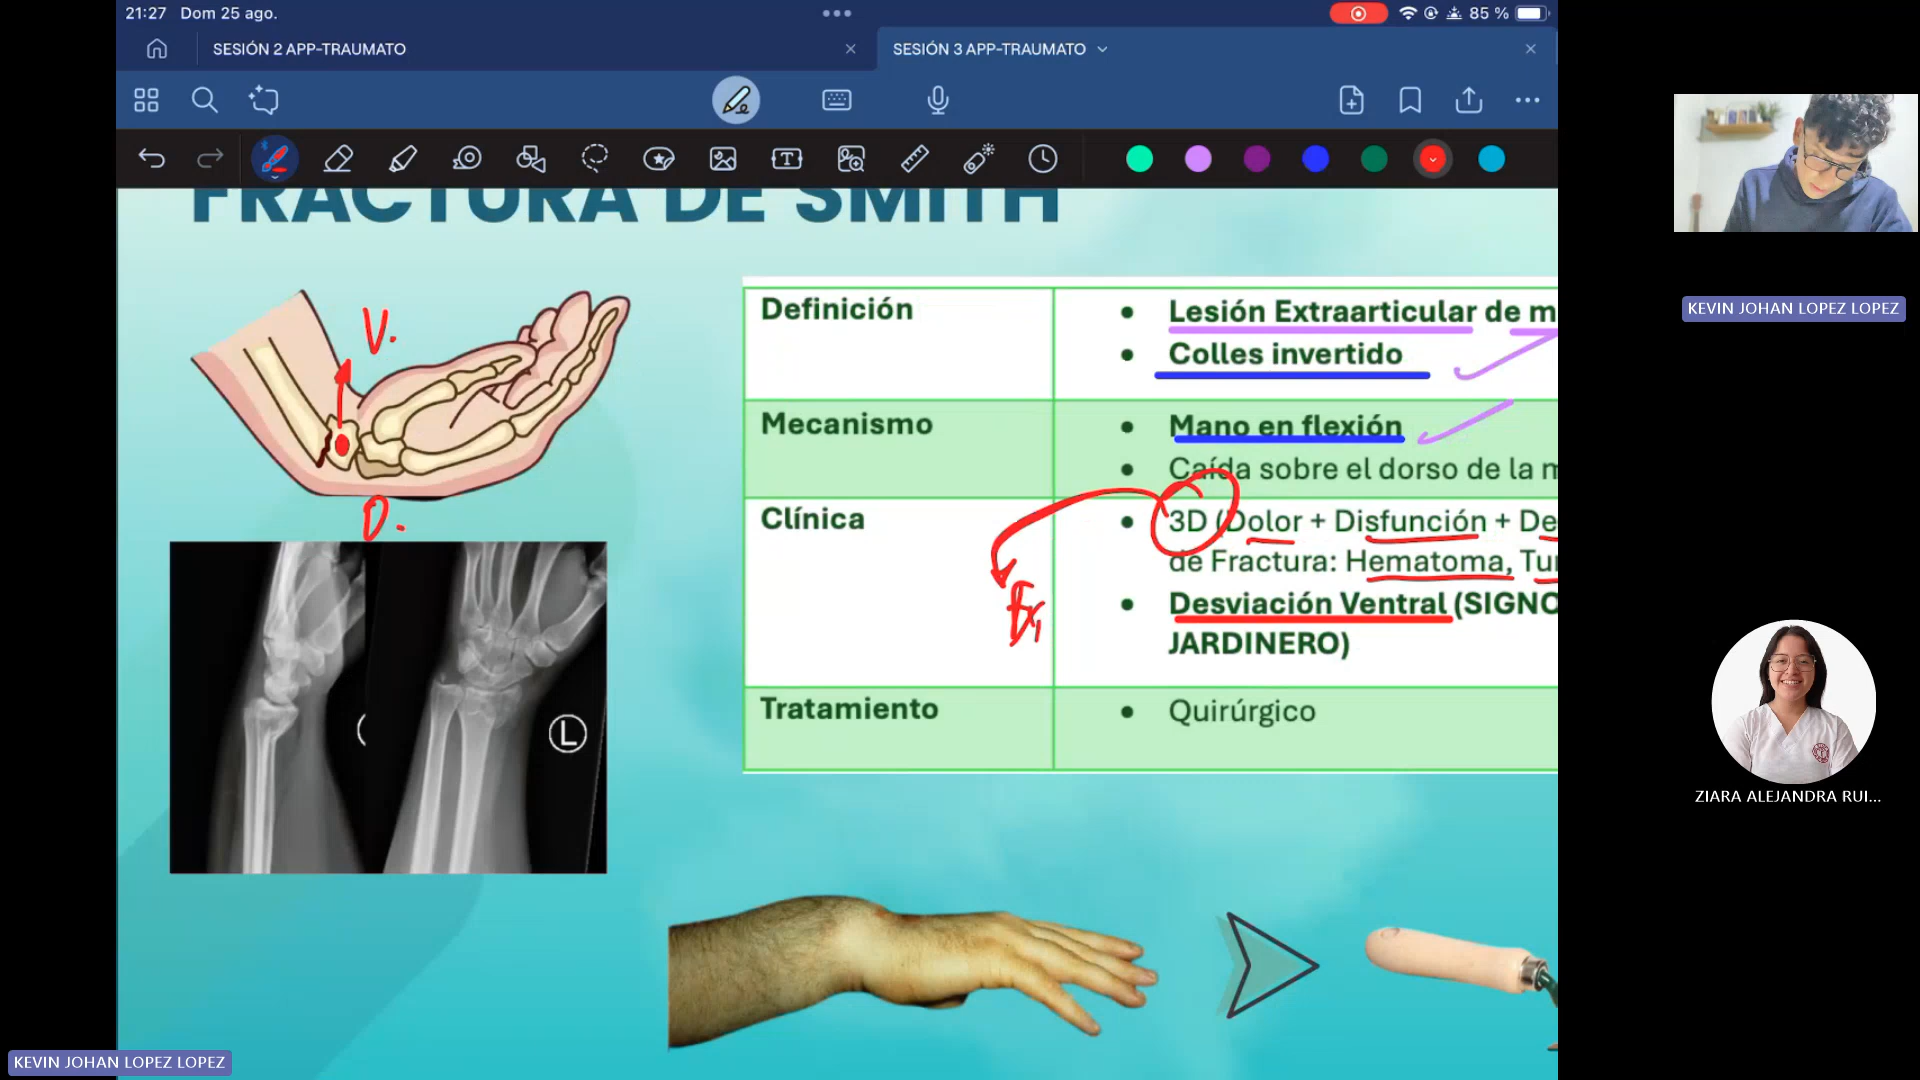 21:27 Dom 25 ago.
85 %
SESIÓN 2 APP-TRAUMATO
SESIÓN 3 APP-TRAUMATO
FRACTURA DE SMITH
V.
D.
L
Definición
Lesión Extraarticular de m
Colles invertido
Mecanismo
Mano en flexión
Caída sobre el dorso de la m
Clínica
3D (Dolor + Disfunción + De
de Fractura: Hematoma, Tu
Desviación Ventral (SIGNO
JARDINERO)
Tratamiento
Quirúrgico
KEVIN JOHAN LOPEZ LOPEZ
ZIARA ALEJANDRA RUI...
KEVIN JOHAN LOPEZ LOPEZ